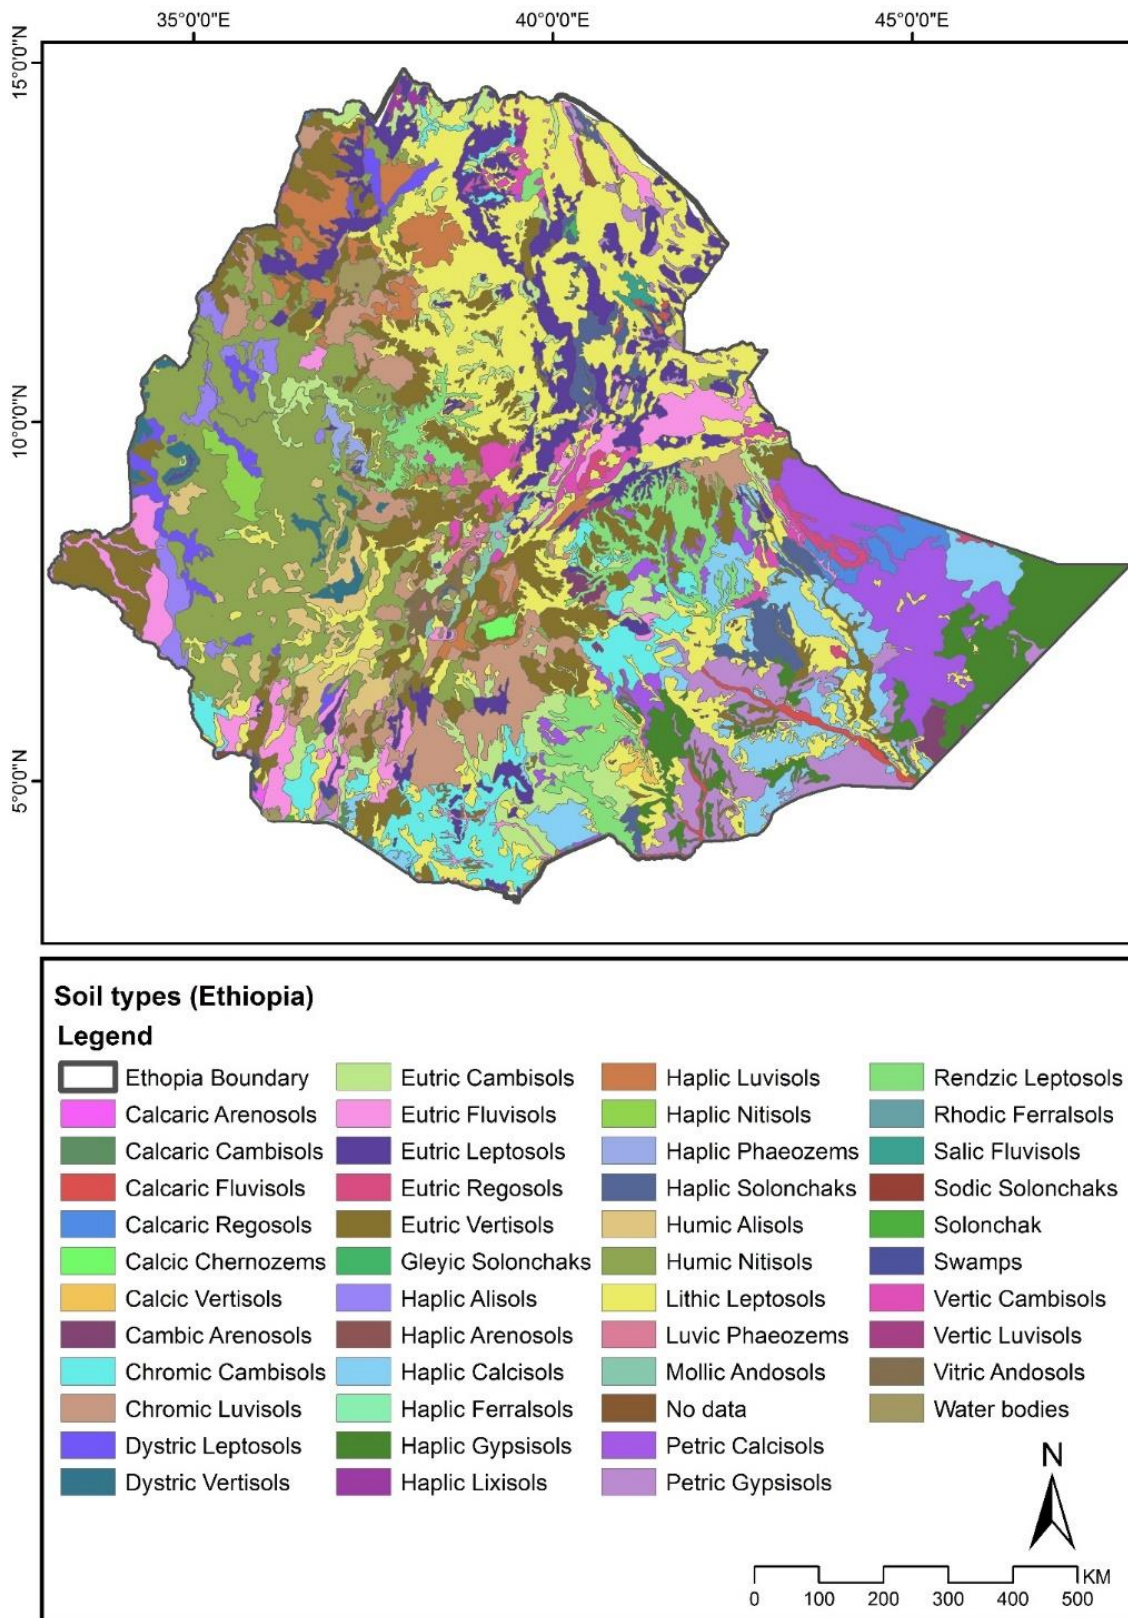 35°0'0"E 40°0'0"E 45°0'0"E
15°0'0"N
10°0'0"N
5°0'0"N
Soil types (Ethiopia)
Legend
Ethopia Boundary
Calcaric Arenosols
Calcaric Cambisols
Calcaric Fluvisols
Calcaric Regosols
Calcic Chernozems
Calcic Vertisols
Cambic Arenosols
Chromic Cambisols
Chromic Luvisols
Dystric Leptosols
Dystric Vertisols
Eutric Cambisols
Eutric Fluvisols
Eutric Leptosols
Eutric Regosols
Eutric Vertisols
Gleyic Solonchaks
Haplic Alisols
Haplic Arenosols
Haplic Calcisols
Haplic Ferralsols
Haplic Gypsisols
Haplic Lixisols
Haplic Luvisols
Haplic Nitisols
Haplic Phaeozems
Haplic Solonchaks
Humic Alisols
Humic Nitisols
Lithic Leptosols
Luvic Phaeozems
Mollic Andosols
No data
Petric Calcisols
Petric Gypsisols
Rendzic Leptosols
Rhodic Ferralsols
Salic Fluvisols
Sodic Solonchaks
Solonchak
Swamps
Vertic Cambisols
Vertic Luvisols
Vitric Andosols
Water bodies
N
KM
0 100 200 300 400 500